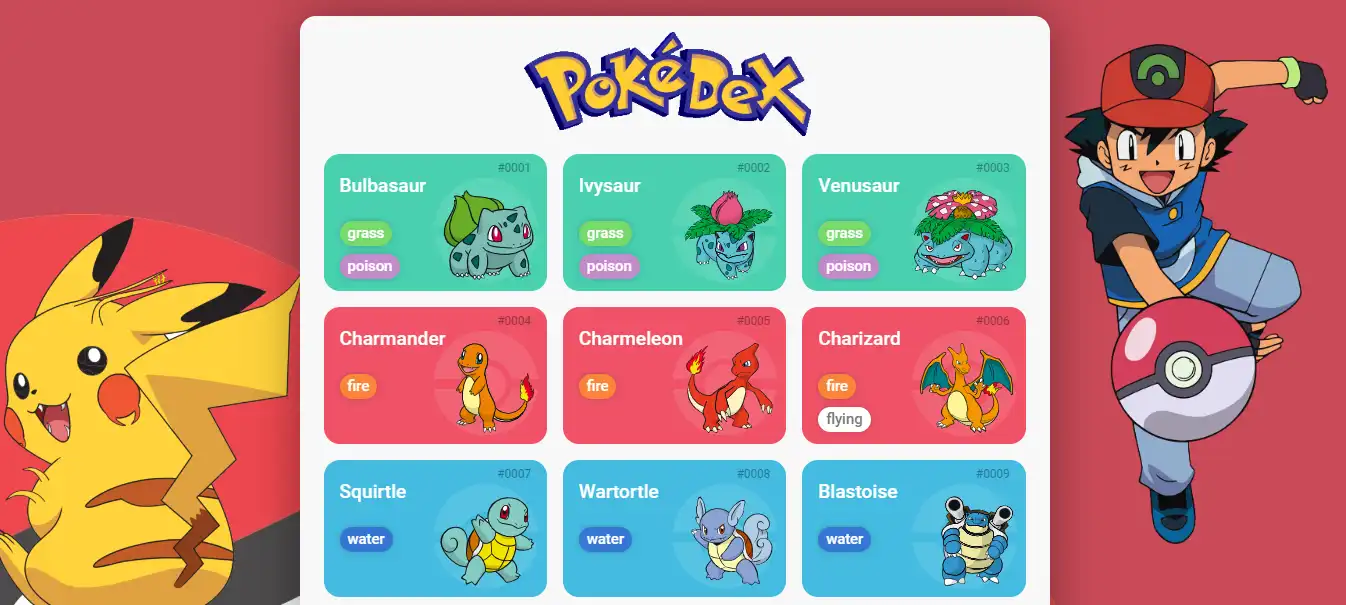 PoKéDex
#0001
Bulbasaur
grass
poison
#0002
Ivysaur
grass
poison
#0003
Venusaur
grass
poison
#0004
Charmander
fire
#0005
Charmeleon
fire
#0006
Charizard
fire
flying
#0007
Squirtle
water
#0008
Wartortle
water
#0009
Blastoise
water